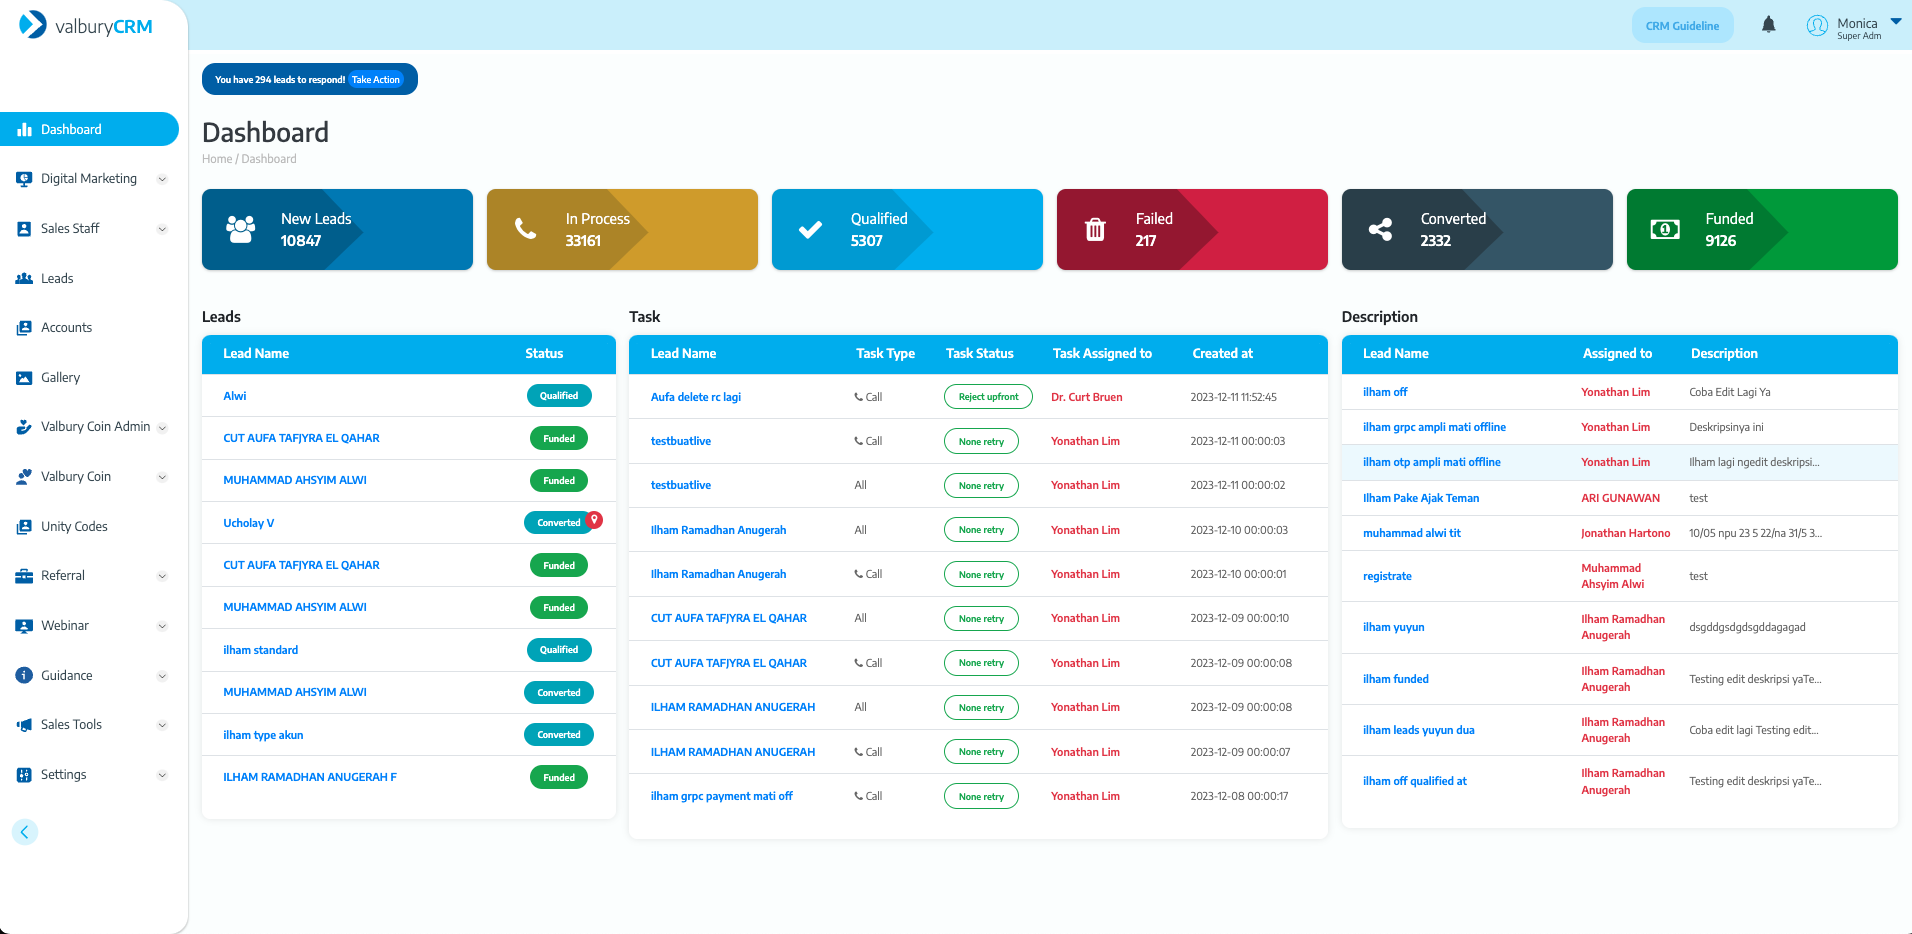 valburyCRM
CRM Guideline
Monica
Super Adm
You have 294 leads to respond! Take Action
Dashboard
Digital Marketing
Sales Staff
Leads
Accounts
Gallery
Valbury Coin Admin
Valbury Coin
Unity Codes
Referral
Webinar
Guidance
Sales Tools
Settings
Dashboard
Home / Dashboard
New Leads
10847
In Process
33161
Qualified
5307
Failed
217
Converted
2332
Funded
9126
Leads
Lead Name Status
Alwi Qualified
CUT AUFA TAFJYRA EL QAHAR Funded
MUHAMMAD AHSYIM ALWI Funded
Ucholay V Converted
CUT AUFA TAFJYRA EL QAHAR Funded
MUHAMMAD AHSYIM ALWI Funded
ilham standard Qualified
MUHAMMAD AHSYIM ALWI Converted
ilham type akun Converted
ILHAM RAMADHAN ANUGERAH F Funded
Task
Lead Name Task Type Task Status Task Assigned to Created at
Aufa delete rc lagi Call Reject upfront Dr. Curt Bruen 2023-12-11 11:52:45
testbuatlive Call None retry Yonathan Lim 2023-12-11 00:00:03
testbuatlive All None retry Yonathan Lim 2023-12-11 00:00:02
Ilham Ramadhan Anugerah All None retry Yonathan Lim 2023-12-10 00:00:03
Ilham Ramadhan Anugerah Call None retry Yonathan Lim 2023-12-10 00:00:01
CUT AUFA TAFJYRA EL QAHAR All None retry Yonathan Lim 2023-12-09 00:00:10
CUT AUFA TAFJYRA EL QAHAR Call None retry Yonathan Lim 2023-12-09 00:00:08
ILHAM RAMADHAN ANUGERAH All None retry Yonathan Lim 2023-12-09 00:00:08
ILHAM RAMADHAN ANUGERAH Call None retry Yonathan Lim 2023-12-09 00:00:07
ilham grpc payment mati off Call None retry Yonathan Lim 2023-12-08 00:00:17
Description
Lead Name Assigned to Description
ilham off Yonathan Lim Coba Edit Lagi Ya
ilham grpc ampli mati offline Yonathan Lim Deskripsinya ini
ilham otp ampli mati offline Yonathan Lim Ilham lagi ngedit deskripsi...
Ilham Pake Ajak Teman ARI GUNAWAN test
muhammad alwi tit Jonathan Hartono 10/05 npu 23 5 22/na 31/5 3...
registrate Muhammad Ahsyim Alwi test
ilham yuyun Ilham Ramadhan Anugerah dsgddgsdgdsgddagagad
ilham funded Ilham Ramadhan Anugerah Testing edit deskripsi yaTe...
ilham leads yuyun dua Ilham Ramadhan Anugerah Coba edit lagi Testing edit...
ilham off qualified at Ilham Ramadhan Anugerah Testing edit deskripsi yaTe...